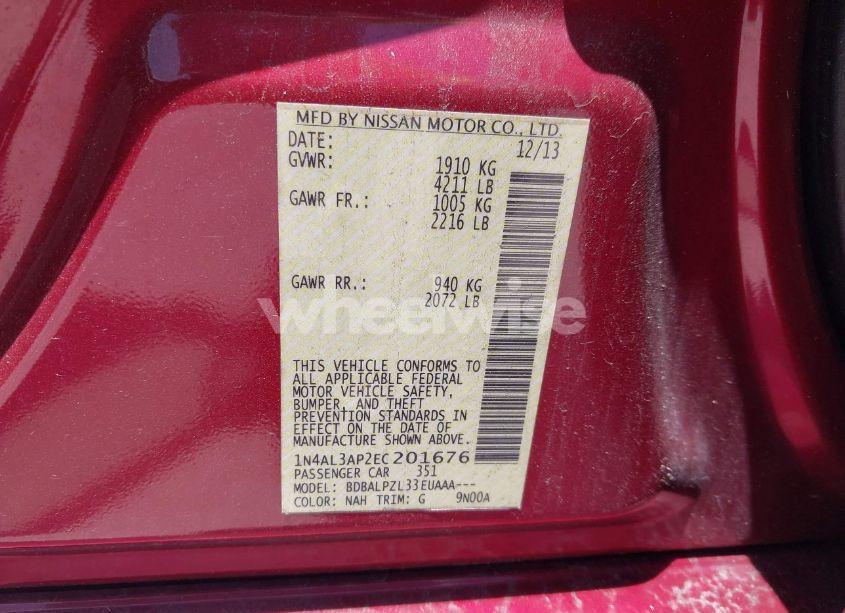 MFD BY NISSAN MOTOR CO., LTD.
DATE: 12/13
GVWR: 1910 KG
4211 LB
GAWR FR.: 1005 KG
2216 LB
GAWR RR.: 940 KG
2072 LB
wheelwise
THIS VEHICLE CONFORMS TO
ALL APPLICABLE FEDERAL
MOTOR VEHICLE SAFETY,
BUMPER, AND THEFT
PREVENTION STANDARDS IN
EFFECT ON THE DATE OF
MANUFACTURE SHOWN ABOVE.
1N4AL3AP2EC201676
PASSENGER CAR 351
MODEL: BDBALPZL33EUAAA---
COLOR: NAH TRIM: G 9N00A